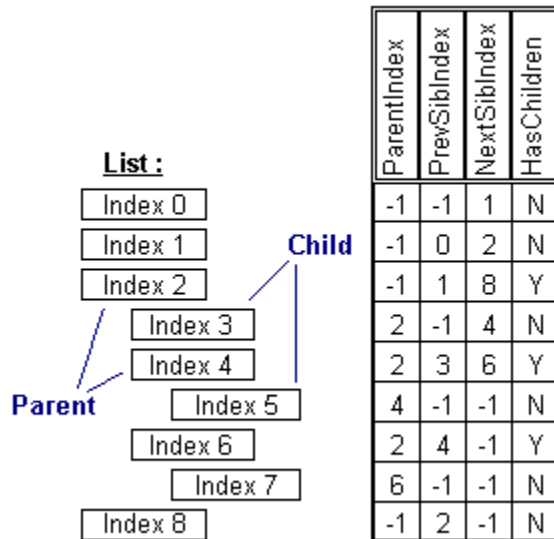 ParentIndex PrevSibIndex NextSibIndex HasChildren
List :
Index 0 -1 -1 1 N
Index 1 Child -1 0 2 N
Index 2 -1 1 8 Y
Index 3 2 -1 4 N
Index 4 2 3 6 Y
Parent Index 5 4 -1 -1 N
Index 6 2 4 -1 Y
Index 7 6 -1 -1 N
Index 8 -1 2 -1 N